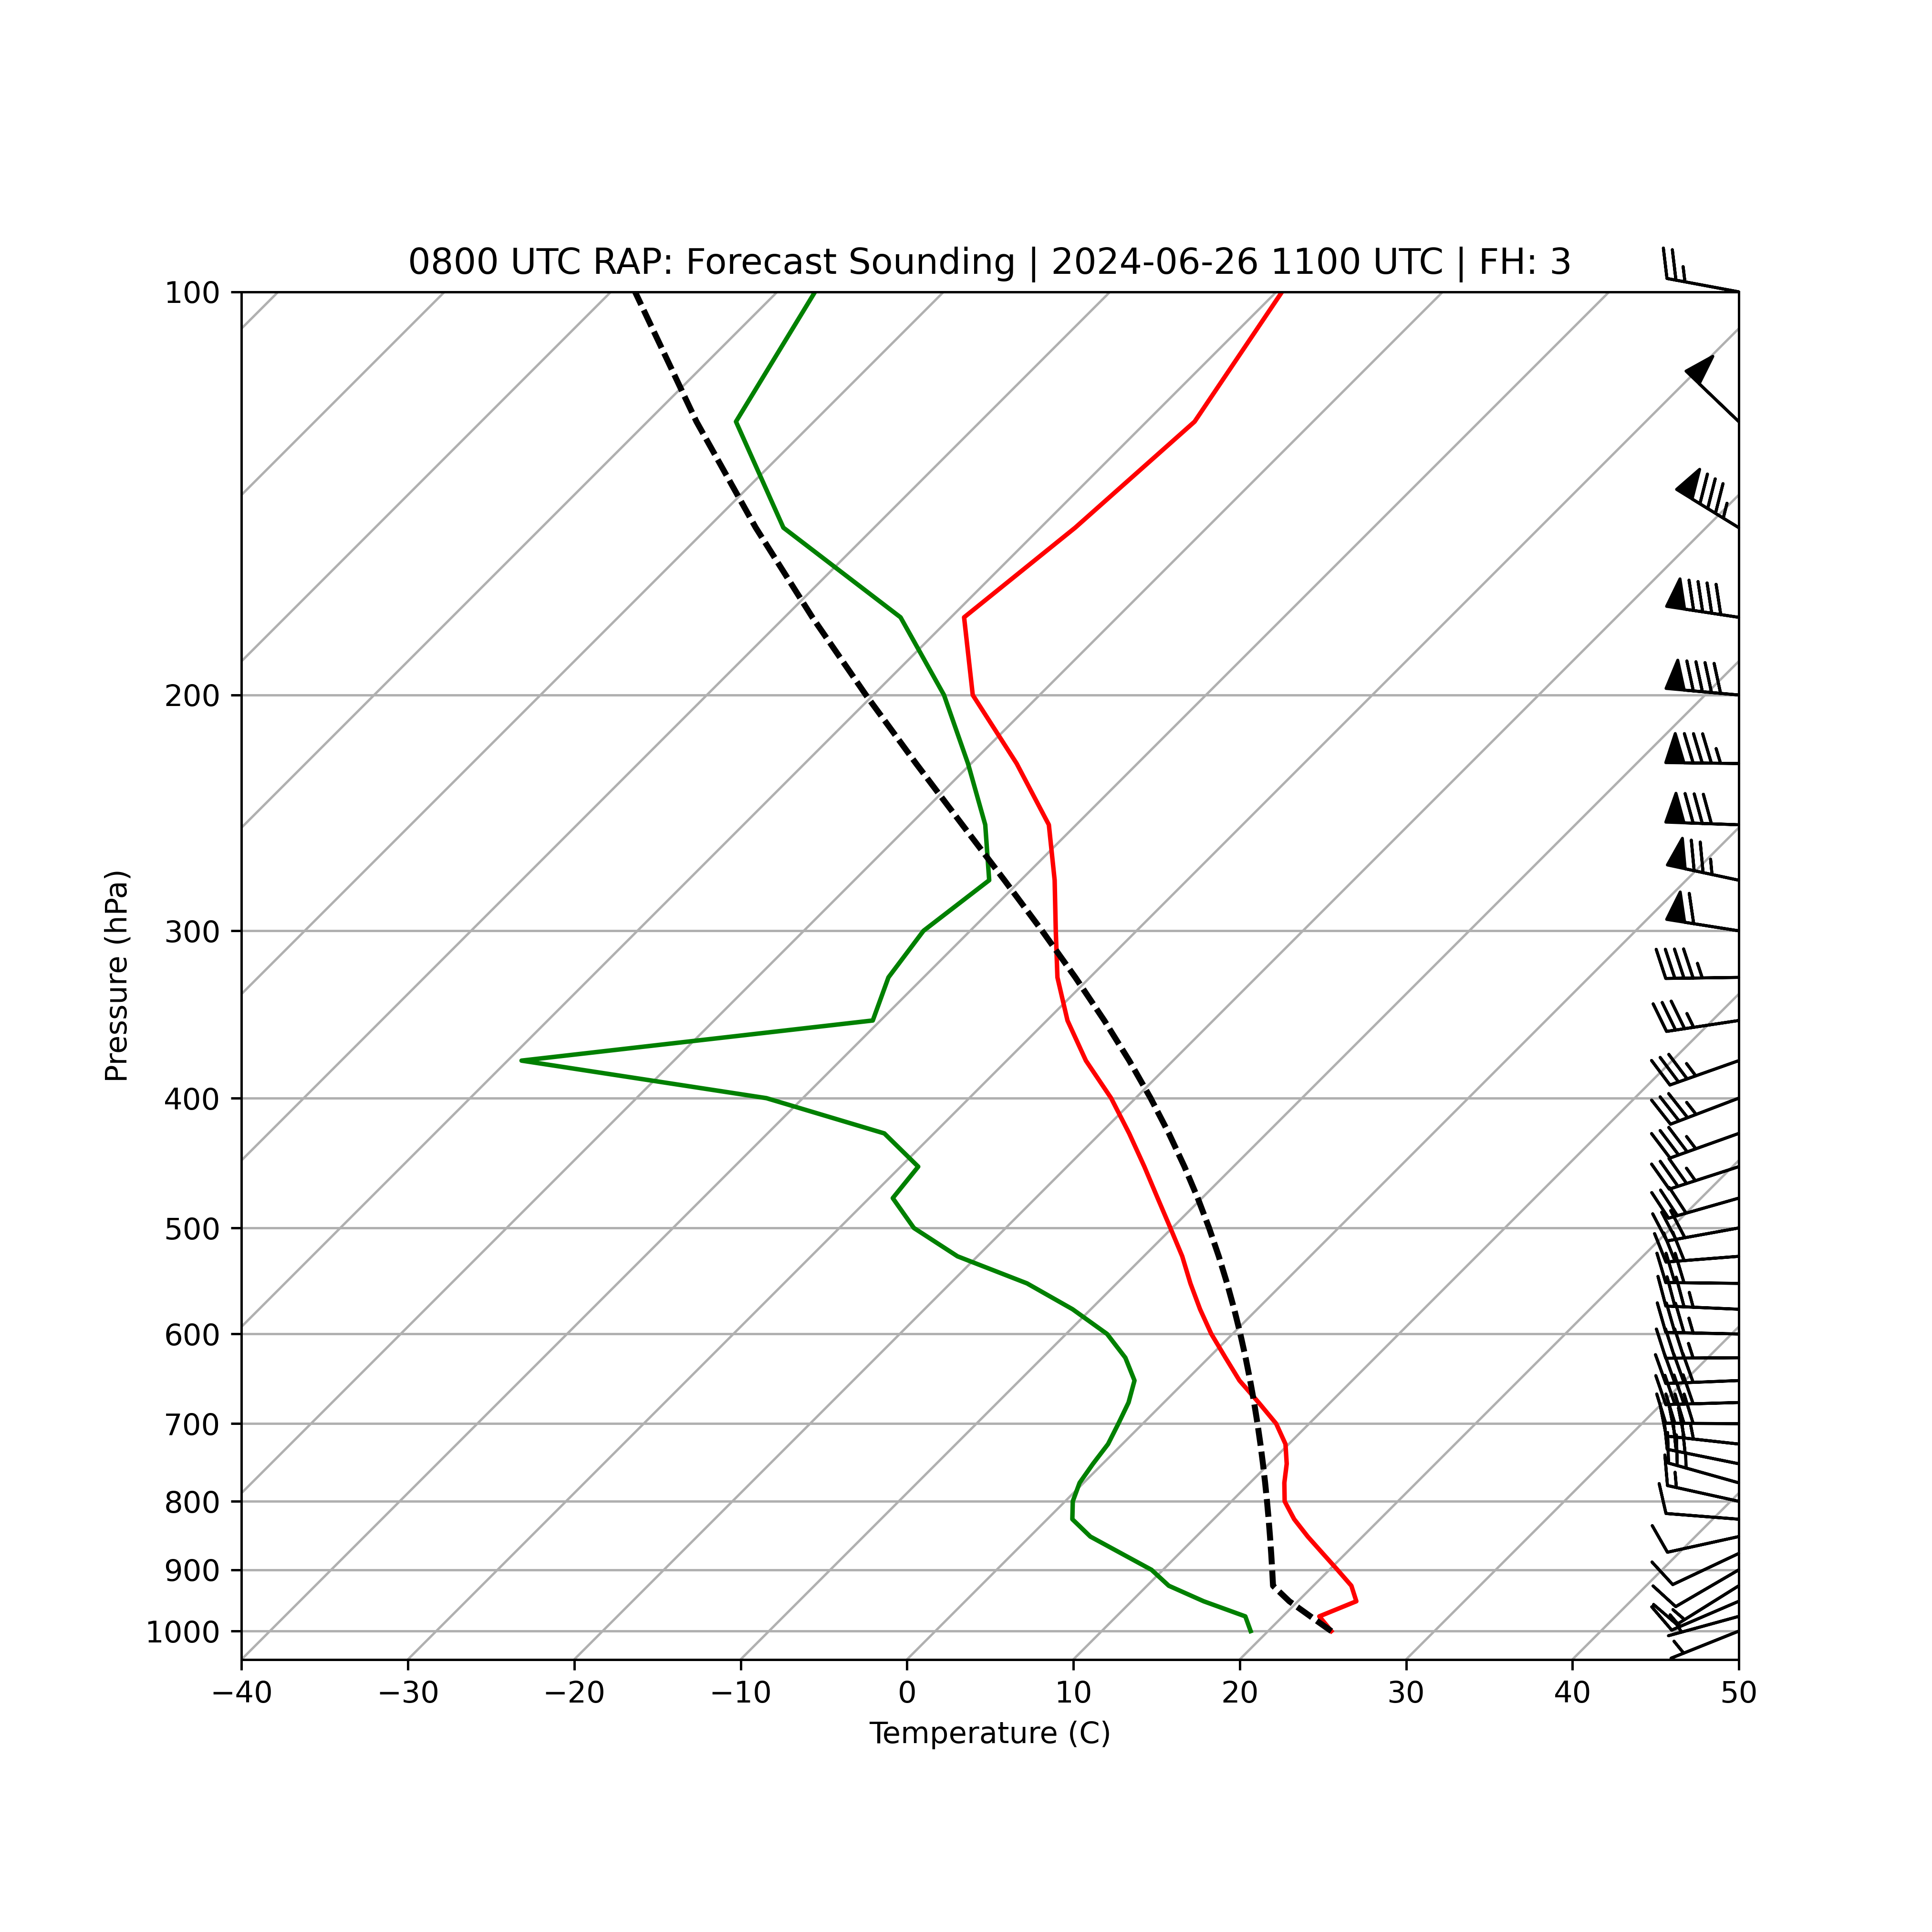 0800 UTC RAP: Forecast Sounding | 2024-06-26 1100 UTC | FH: 3
100
200
300
400
500
600
700
800
900
1000
Pressure (hPa)
−40 −30 −20 −10 0 10 20 30 40 50
Temperature (C)